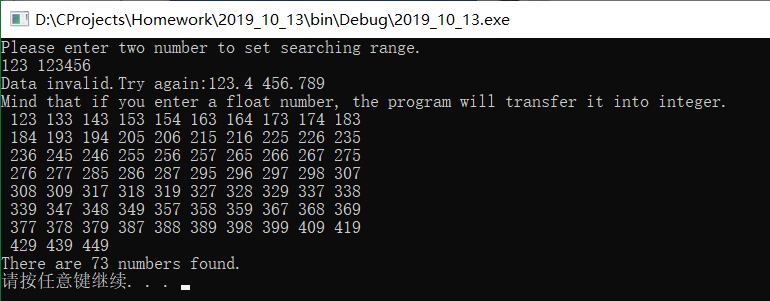 D:\CProjects\Homework\2019_10_13\bin\Debug\2019_10_13.exe
Please enter two number to set searching range.
123 123456
Data invalid.Try again:123.4 456.789
Mind that if you enter a float number, the program will transfer it into integer.
123 133 143 153 154 163 164 173 174 183
184 193 194 205 206 215 216 225 226 235
236 245 246 255 256 257 265 266 267 275
276 277 285 286 287 295 296 297 298 307
308 309 317 318 319 327 328 329 337 338
339 347 348 349 357 358 359 367 368 369
377 378 379 387 388 389 398 399 409 419
429 439 449
There are 73 numbers found.
请按任意键继续. . .